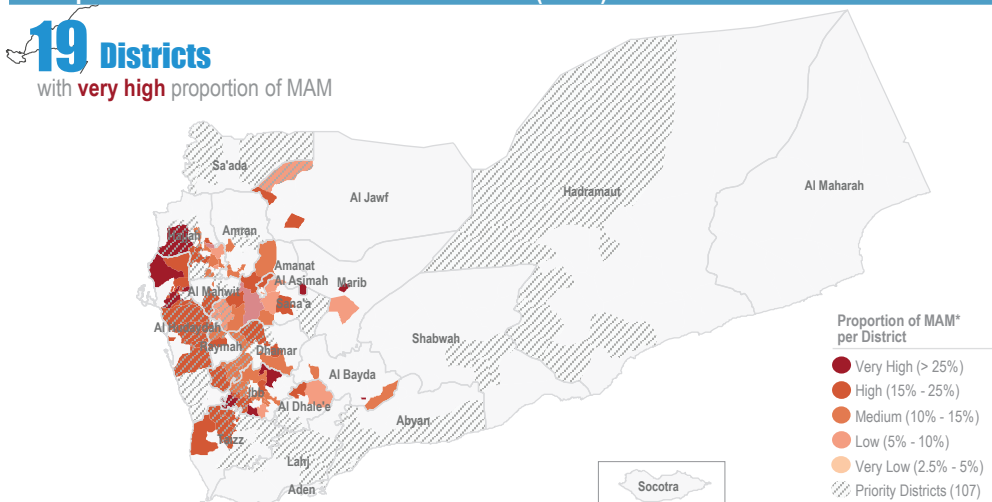 19 Districts
with very high proportion of MAM
Sa'ada
Al Jawf
Hadramaut
Al Maharah
Hajjah
Amran
Amanat
Al Asimah
Marib
Al Mahwit
Sana'a
Al Hudaydah
Raymah
Dhamar
Shabwah
Al Bayda
Ibb
Al Dhale'e
Abyan
Taizz
Lahj
Aden
Socotra
Proportion of MAM*
per District
Very High (> 25%)
High (15% - 25%)
Medium (10% - 15%)
Low (5% - 10%)
Very Low (2.5% - 5%)
Priority Districts (107)